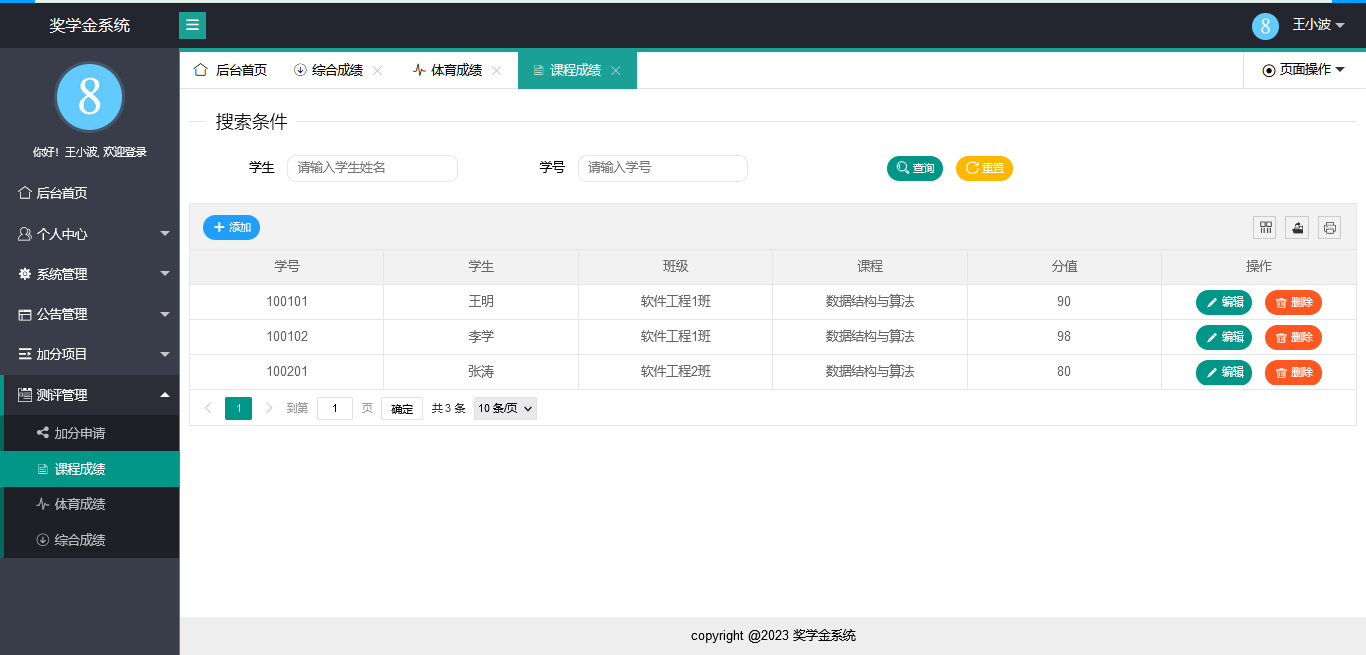 奖学金系统
8 王小波
8
你好！王小波, 欢迎登录
后台首页
个人中心
系统管理
公告管理
加分项目
测评管理
加分申请
课程成绩
体育成绩
综合成绩
后台首页 综合成绩 体育成绩 课程成绩 页面操作
搜索条件
学生 请输入学生姓名 学号 请输入学号 查询 重置
添加
学号 学生 班级 课程 分值 操作
100101 王明 软件工程1班 数据结构与算法 90 编辑 删除
100102 李学 软件工程1班 数据结构与算法 98 编辑 删除
100201 张涛 软件工程2班 数据结构与算法 80 编辑 删除
1 到第 1 页 确定 共 3 条 10 条/页
copyright @2023 奖学金系统